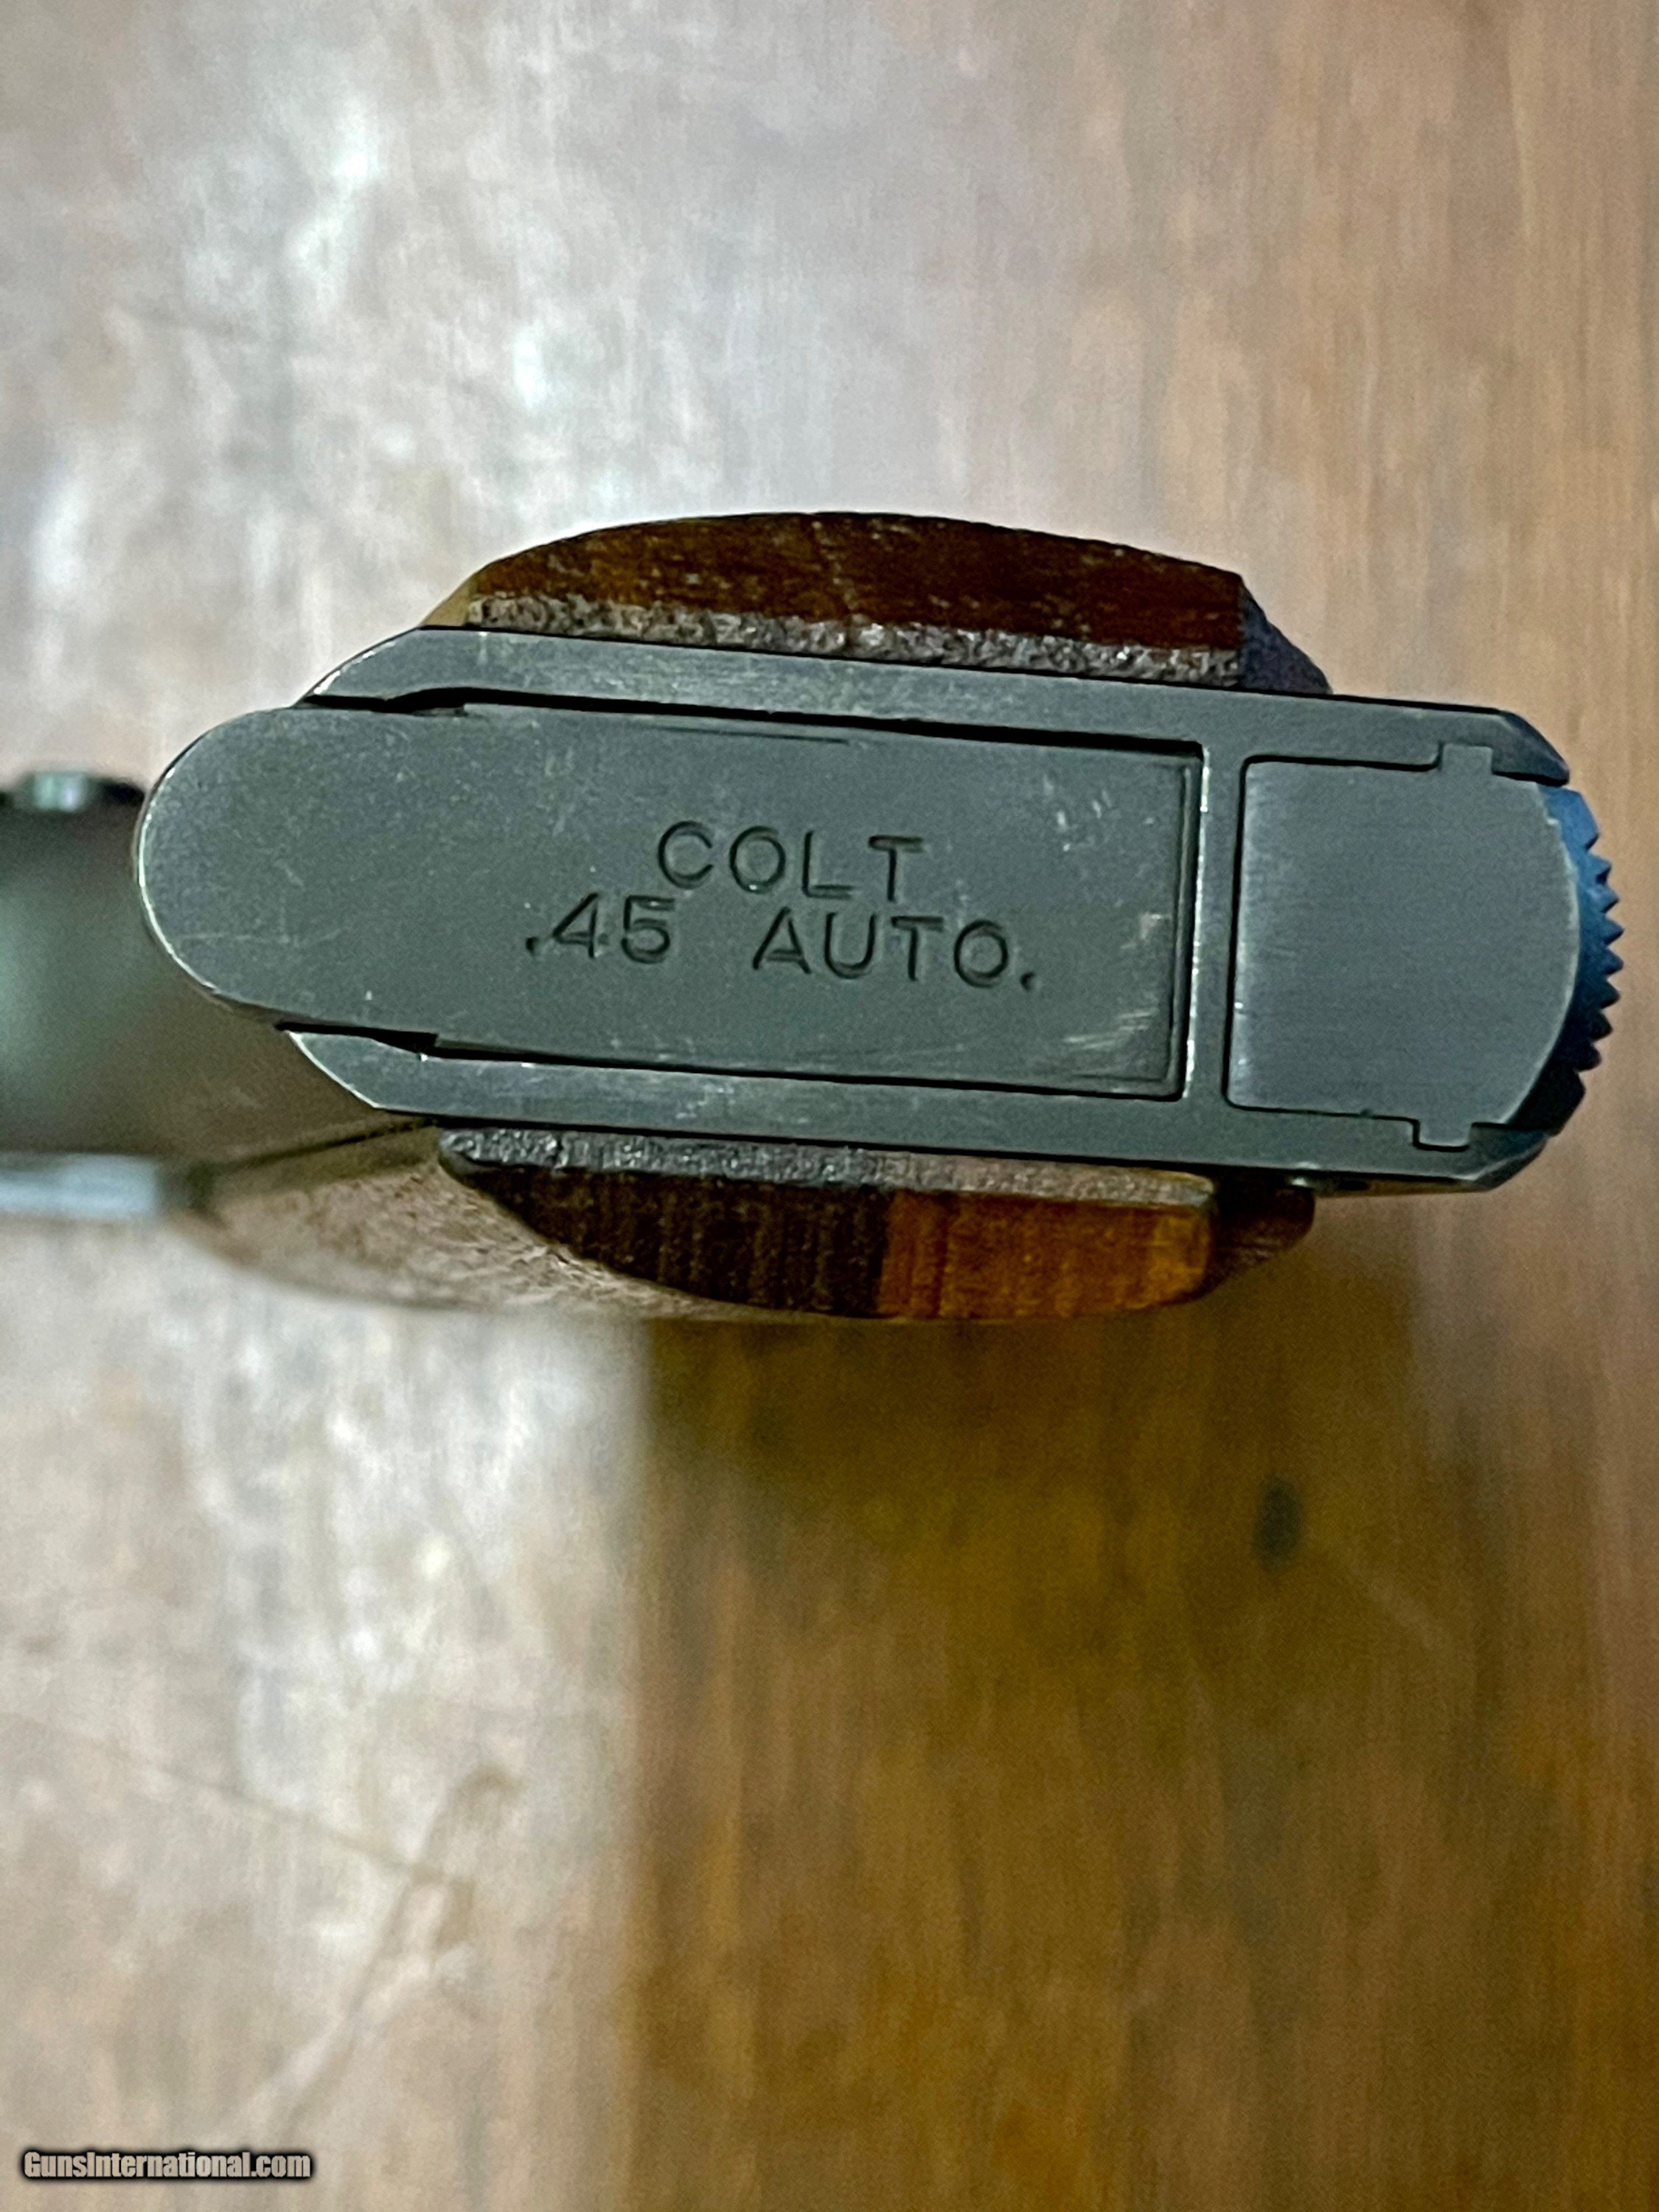 COLT
.45 AUTO.
GunsInternational.com